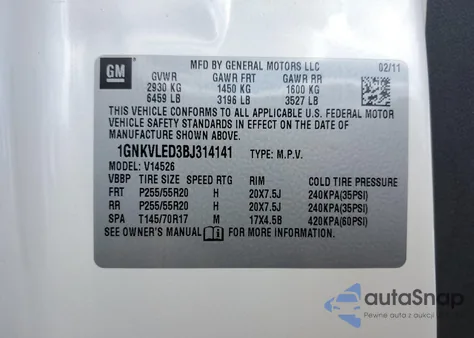 GM
MFD BY GENERAL MOTORS LLC 02/11
GVWR GAWR FRT GAWR RR
2930 KG 1450 KG 1600 KG
6459 LB 3196 LB 3527 LB
THIS VEHICLE CONFORMS TO ALL APPLICABLE U.S. FEDERAL MOTOR
VEHICLE SAFETY STANDARDS IN EFFECT ON THE DATE OF
MANUFACTURE SHOWN ABOVE.
1GNKVLED3BJ314141 TYPE: M.P.V.
MODEL: V14526
VBBP TIRE SIZE SPEED RTG RIM COLD TIRE PRESSURE
FRT P255/55R20 H 20X7.5J 240KPA(35PSI)
RR P255/55R20 H 20X7.5J 240KPA(35PSI)
SPA T145/70R17 M 17X4.5B 420KPA(60PSI)
SEE OWNER'S MANUAL FOR MORE INFORMATION
autoSnap
Pewne auta z aukcji